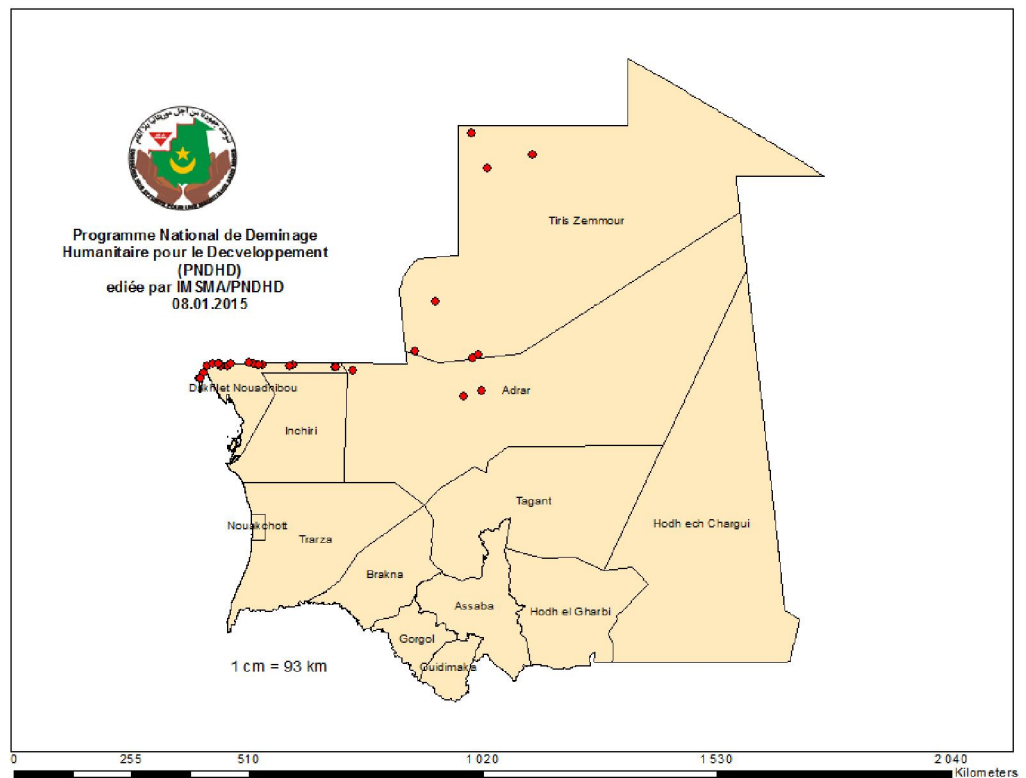 Programme National de Deminage
Humanitaire pour le Decveloppement
(PNDHD)
ediée par IMSMA/PNDHD
08.01.2015
Tiris Zemmour
Dakhlet Nouadhibou
Adrar
Inchiri
Tagant
Nouakchott
Trarza
Hodh ech Chargui
Brakna
Assaba
Hodh el Gharbi
Gorgol
Guidimaka
1 cm = 93 km
0 255 510 1 020 1 530 2 040
Kilometers